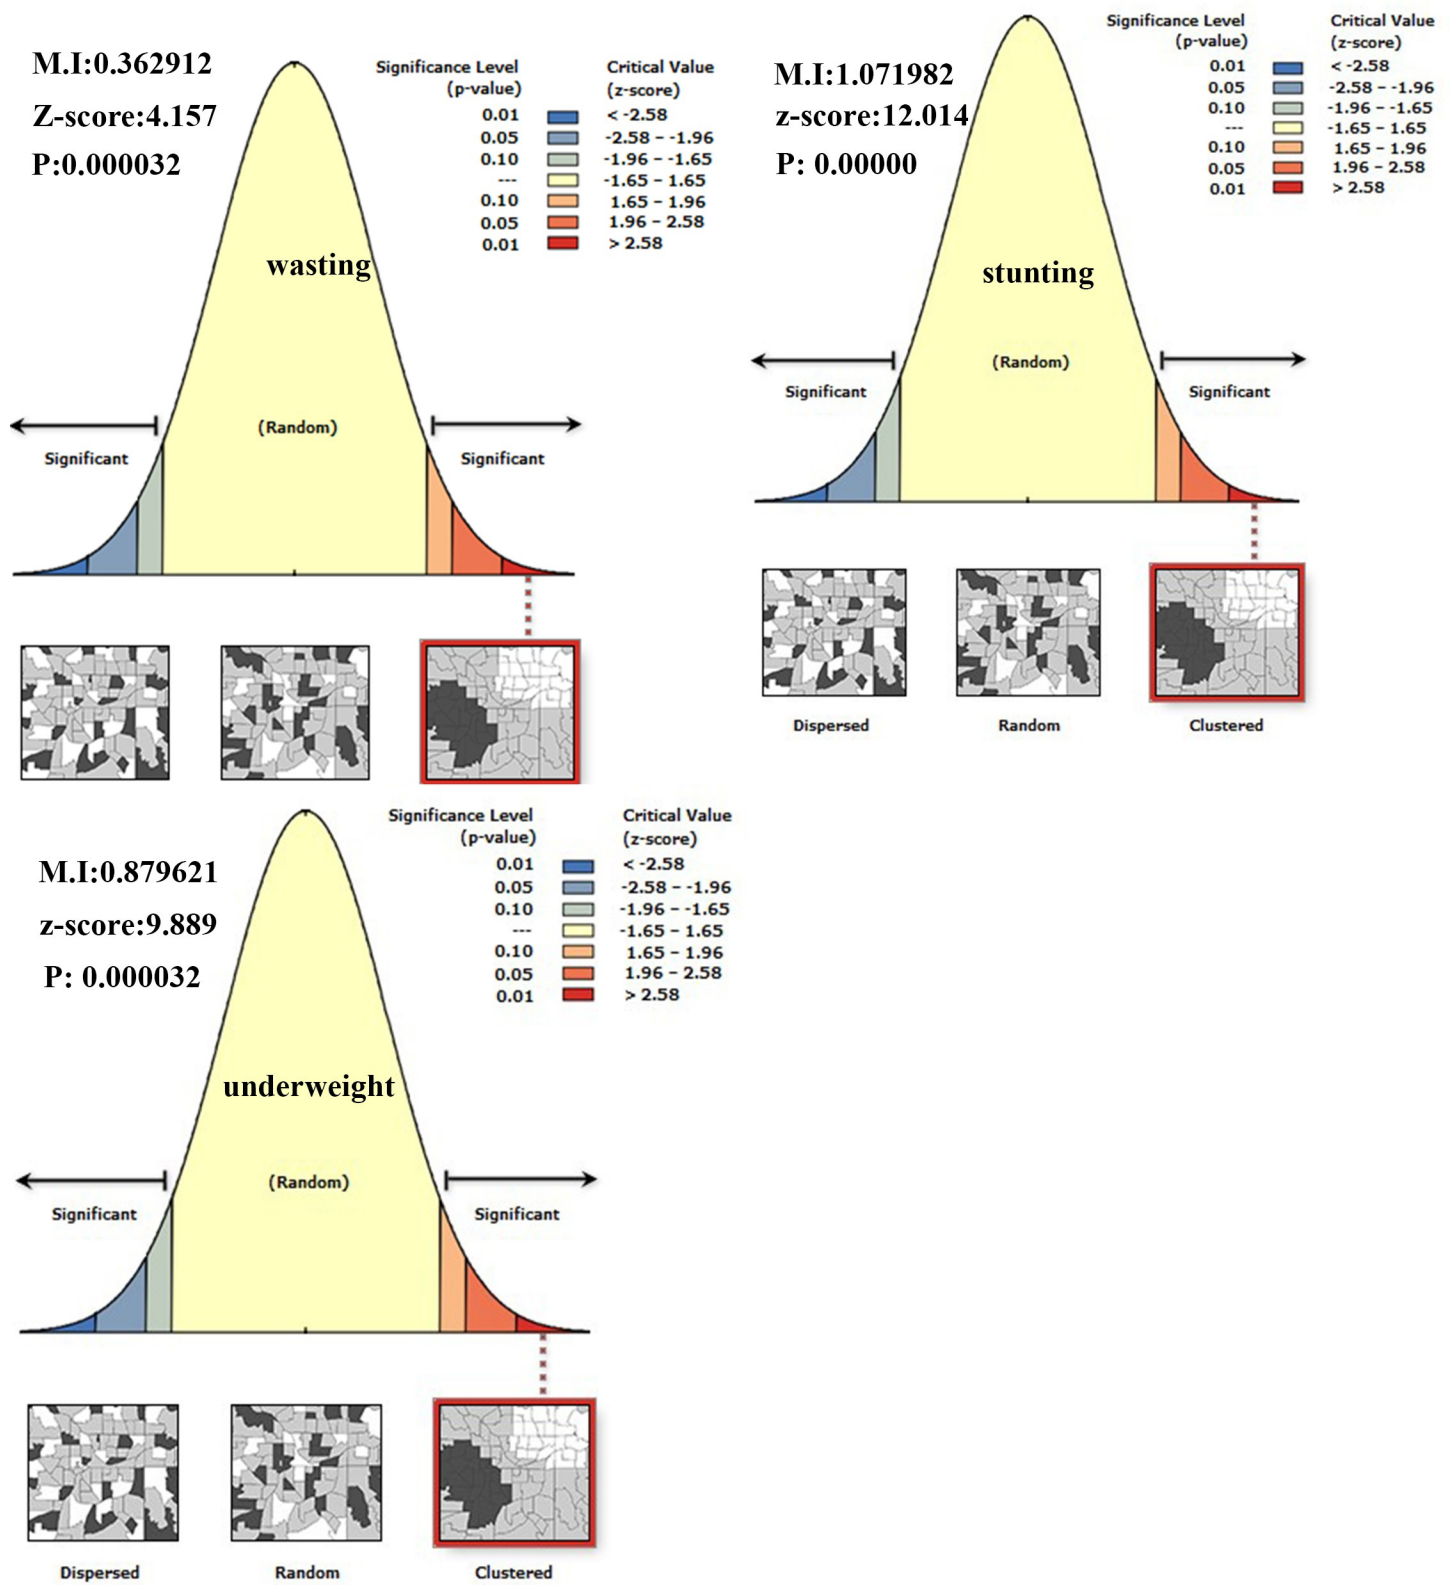 M.I:0.362912
Z-score:4.157
P:0.000032
Significance Level (p-value)
Critical Value (z-score)
0.01 < -2.58
0.05 -2.58 – -1.96
0.10 -1.96 – -1.65
--- -1.65 – 1.65
0.10 1.65 – 1.96
0.05 1.96 – 2.58
0.01 > 2.58
wasting
(Random)
Significant
Significant
M.I:1.071982
z-score:12.014
P: 0.00000
Significance Level (p-value)
Critical Value (z-score)
0.01 < -2.58
0.05 -2.58 – -1.96
0.10 -1.96 – -1.65
--- -1.65 – 1.65
0.10 1.65 – 1.96
0.05 1.96 – 2.58
0.01 > 2.58
stunting
(Random)
Significant
Significant
Dispersed
Random
Clustered
M.I:0.879621
z-score:9.889
P: 0.000032
Significance Level (p-value)
Critical Value (z-score)
0.01 < -2.58
0.05 -2.58 – -1.96
0.10 -1.96 – -1.65
--- -1.65 – 1.65
0.10 1.65 – 1.96
0.05 1.96 – 2.58
0.01 > 2.58
underweight
(Random)
Significant
Significant
Dispersed
Random
Clustered